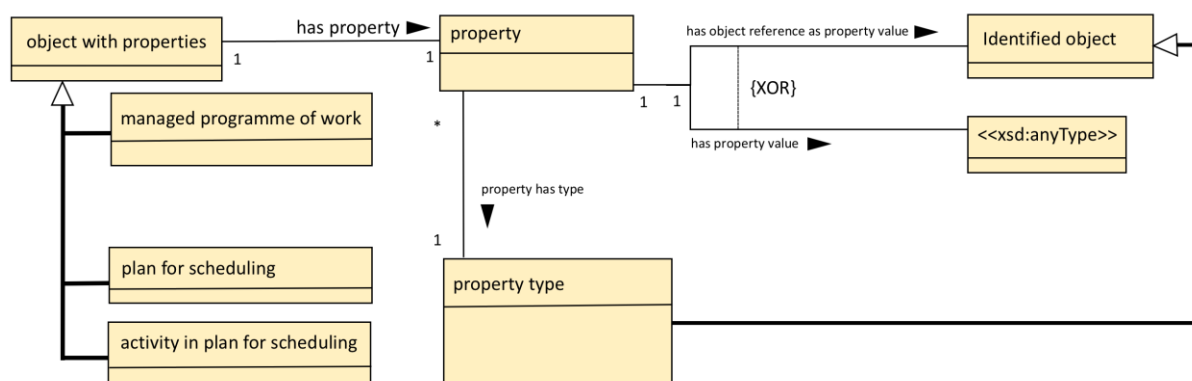 object with properties
1
has property
1
property
has object reference as property value
Identified object
1
1
{XOR}
managed programme of work
*
<<xsd:anyType>>
has property value
property has type
1
plan for scheduling
property type
activity in plan for scheduling